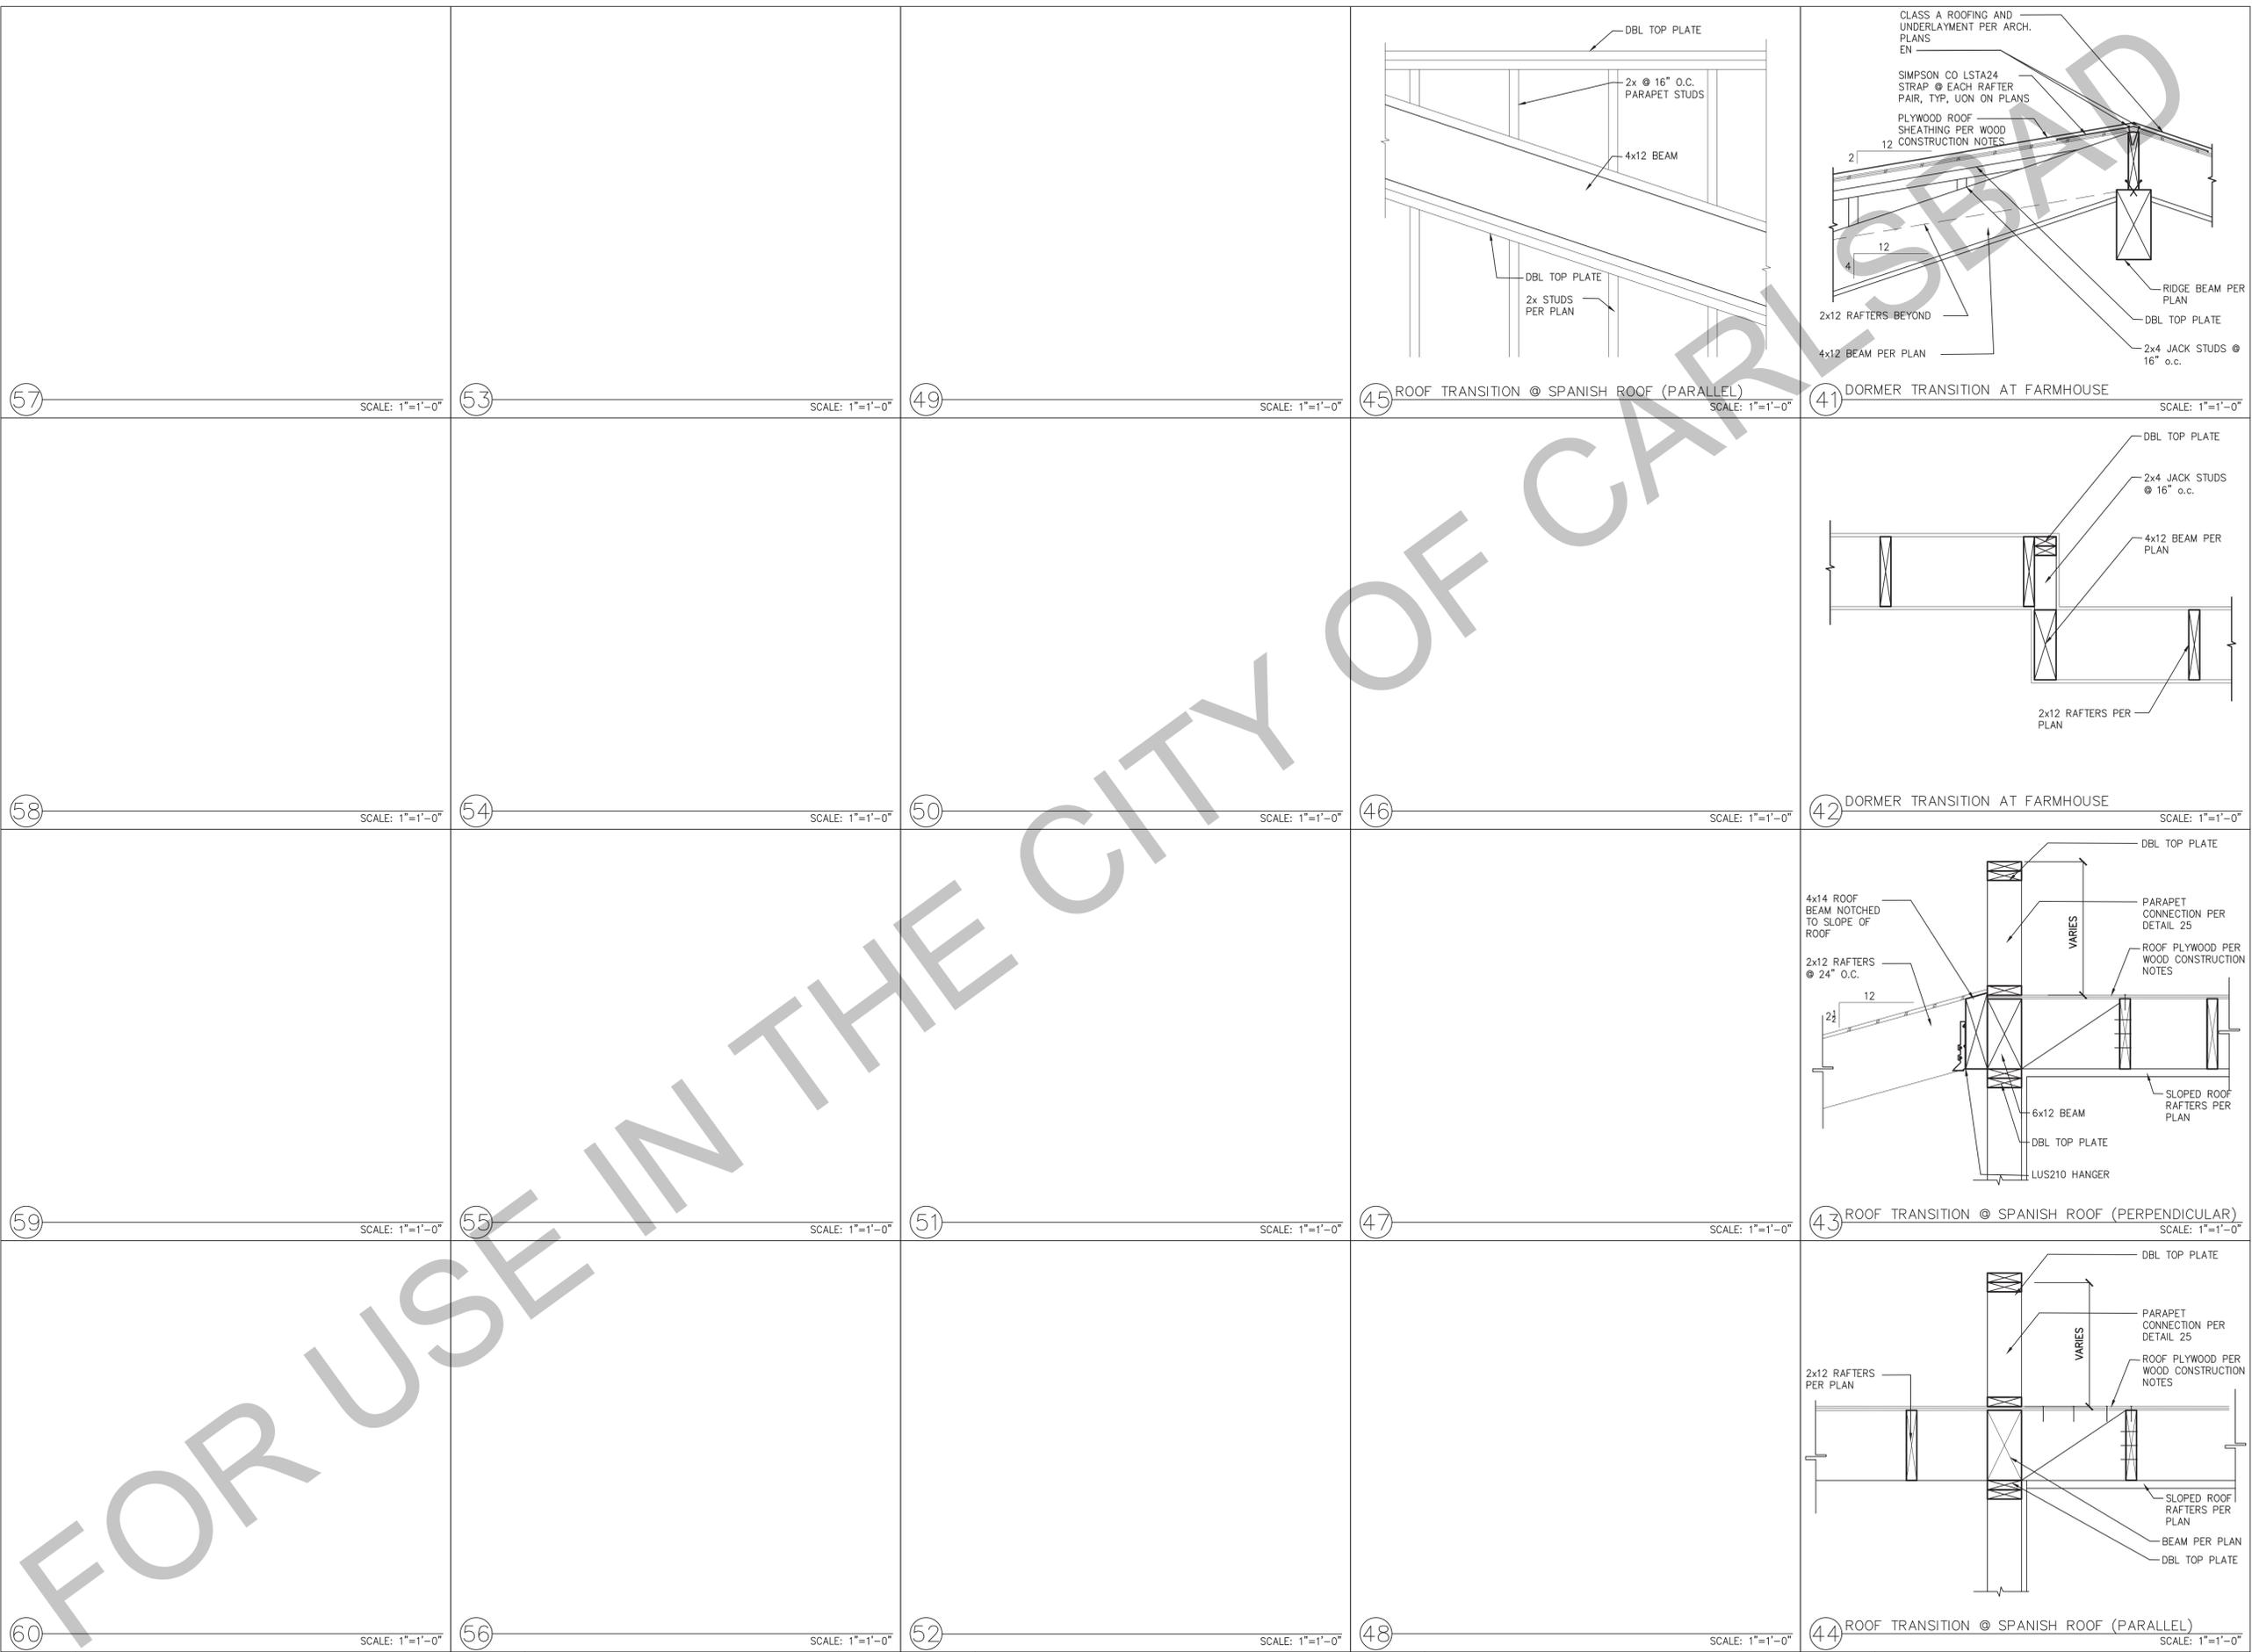 DBL TOP PLATE
2x @ 16" O.C.
PARAPET STUDS
4x12 BEAM
DBL TOP PLATE
2x STUDS
PER PLAN
CLASS A ROOFING AND
UNDERLAYMENT PER ARCH.
PLANS
EN
SIMPSON CO LSTA24
STRAP @ EACH RAFTER
PAIR, TYP, UON ON PLANS
PLYWOOD ROOF
SHEATHING PER WOOD
CONSTRUCTION NOTES
12
2
12
4
RIDGE BEAM PER
PLAN
2x12 RAFTERS BEYOND
DBL TOP PLATE
4x12 BEAM PER PLAN
2x4 JACK STUDS @
16" o.c.
57
SCALE: 1"=1'-0"
53
SCALE: 1"=1'-0"
49
SCALE: 1"=1'-0"
45 ROOF TRANSITION @ SPANISH ROOF (PARALLEL)
SCALE: 1"=1'-0"
41 DORMER TRANSITION AT FARMHOUSE
SCALE: 1"=1'-0"
DBL TOP PLATE
2x4 JACK STUDS
@ 16" o.c.
4x12 BEAM PER
PLAN
2x12 RAFTERS PER
PLAN
58
SCALE: 1"=1'-0"
54
SCALE: 1"=1'-0"
50
SCALE: 1"=1'-0"
46
SCALE: 1"=1'-0"
42 DORMER TRANSITION AT FARMHOUSE
SCALE: 1"=1'-0"
DBL TOP PLATE
4x14 ROOF
BEAM NOTCHED
TO SLOPE OF
ROOF
PARAPET
CONNECTION PER
DETAIL 25
VARIES
ROOF PLYWOOD PER
WOOD CONSTRUCTION
NOTES
2x12 RAFTERS
@ 24" O.C.
12
2½
SLOPED ROOF
RAFTERS PER
PLAN
6x12 BEAM
DBL TOP PLATE
LUS210 HANGER
59
SCALE: 1"=1'-0"
55
SCALE: 1"=1'-0"
51
SCALE: 1"=1'-0"
47
SCALE: 1"=1'-0"
43 ROOF TRANSITION @ SPANISH ROOF (PERPENDICULAR)
SCALE: 1"=1'-0"
DBL TOP PLATE
PARAPET
CONNECTION PER
DETAIL 25
VARIES
ROOF PLYWOOD PER
WOOD CONSTRUCTION
NOTES
2x12 RAFTERS
PER PLAN
SLOPED ROOF
RAFTERS PER
PLAN
BEAM PER PLAN
DBL TOP PLATE
60
SCALE: 1"=1'-0"
56
SCALE: 1"=1'-0"
52
SCALE: 1"=1'-0"
48
SCALE: 1"=1'-0"
44 ROOF TRANSITION @ SPANISH ROOF (PARALLEL)
SCALE: 1"=1'-0"
FOR USE IN THE CITY OF CARLSBAD